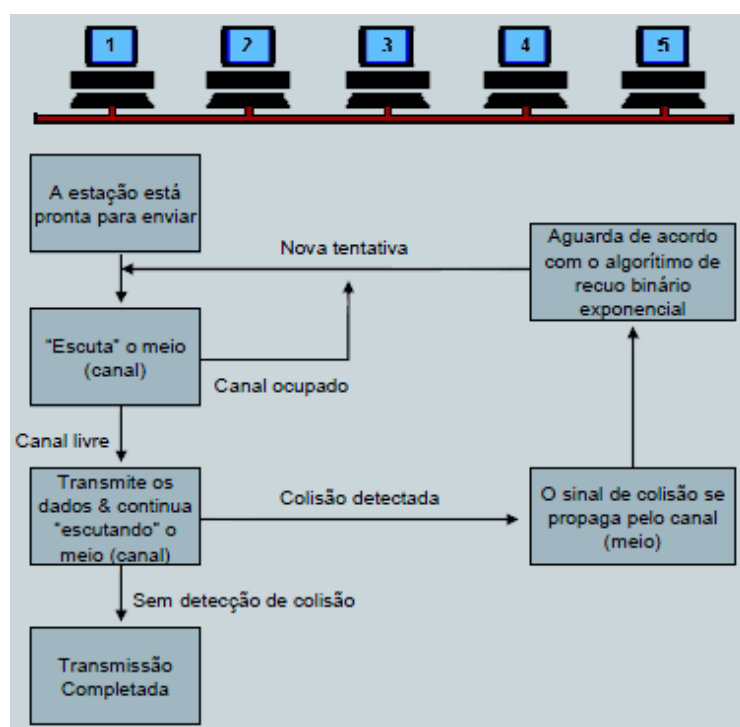 1 2 3 4 5
A estação está
pronta para enviar
Nova tentativa
Aguarda de acordo
com o algorítimo de
recuo binário
exponencial
"Escuta" o meio
(canal)
Canal ocupado
Canal livre
Transmite os
dados & continua
"escutando" o
meio (canal)
Colisão detectada
O sinal de colisão se
propaga pelo canal
(meio)
Sem detecção de colisão
Transmissão
Completada